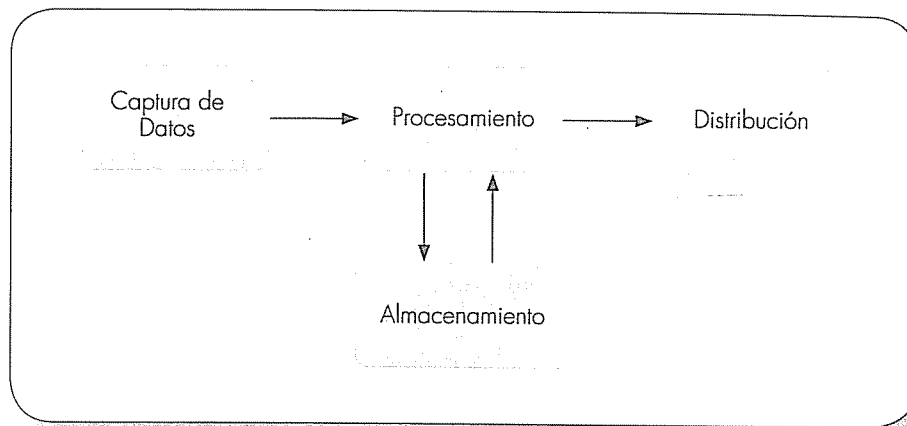 Captura de
Datos
Procesamiento
Distribución
Almacenamiento